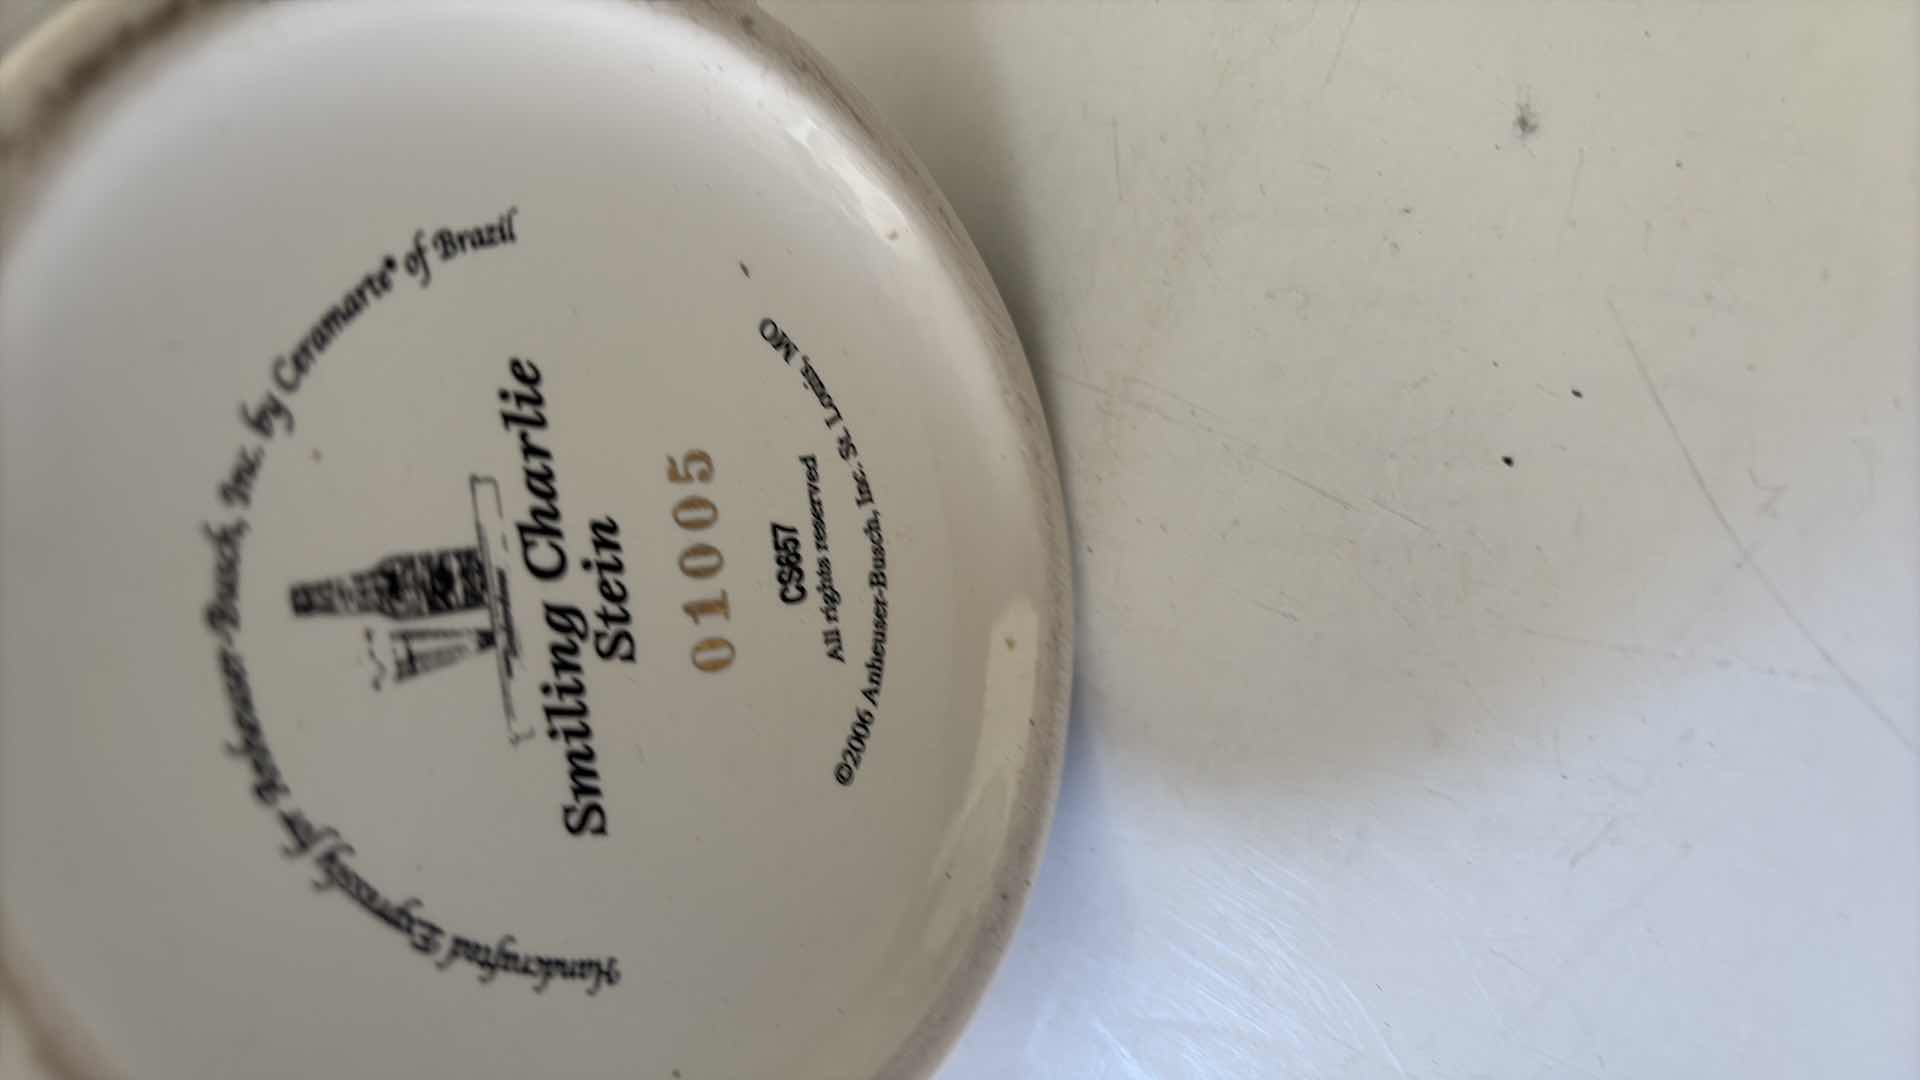 Handcrafted Expressly for Anheuser-Busch, Inc. by Ceramarte® of Brazil
Smiling Charlie
Stein
01005
CS657
All rights reserved
©2006 Anheuser-Busch, Inc. St. Louis, MO